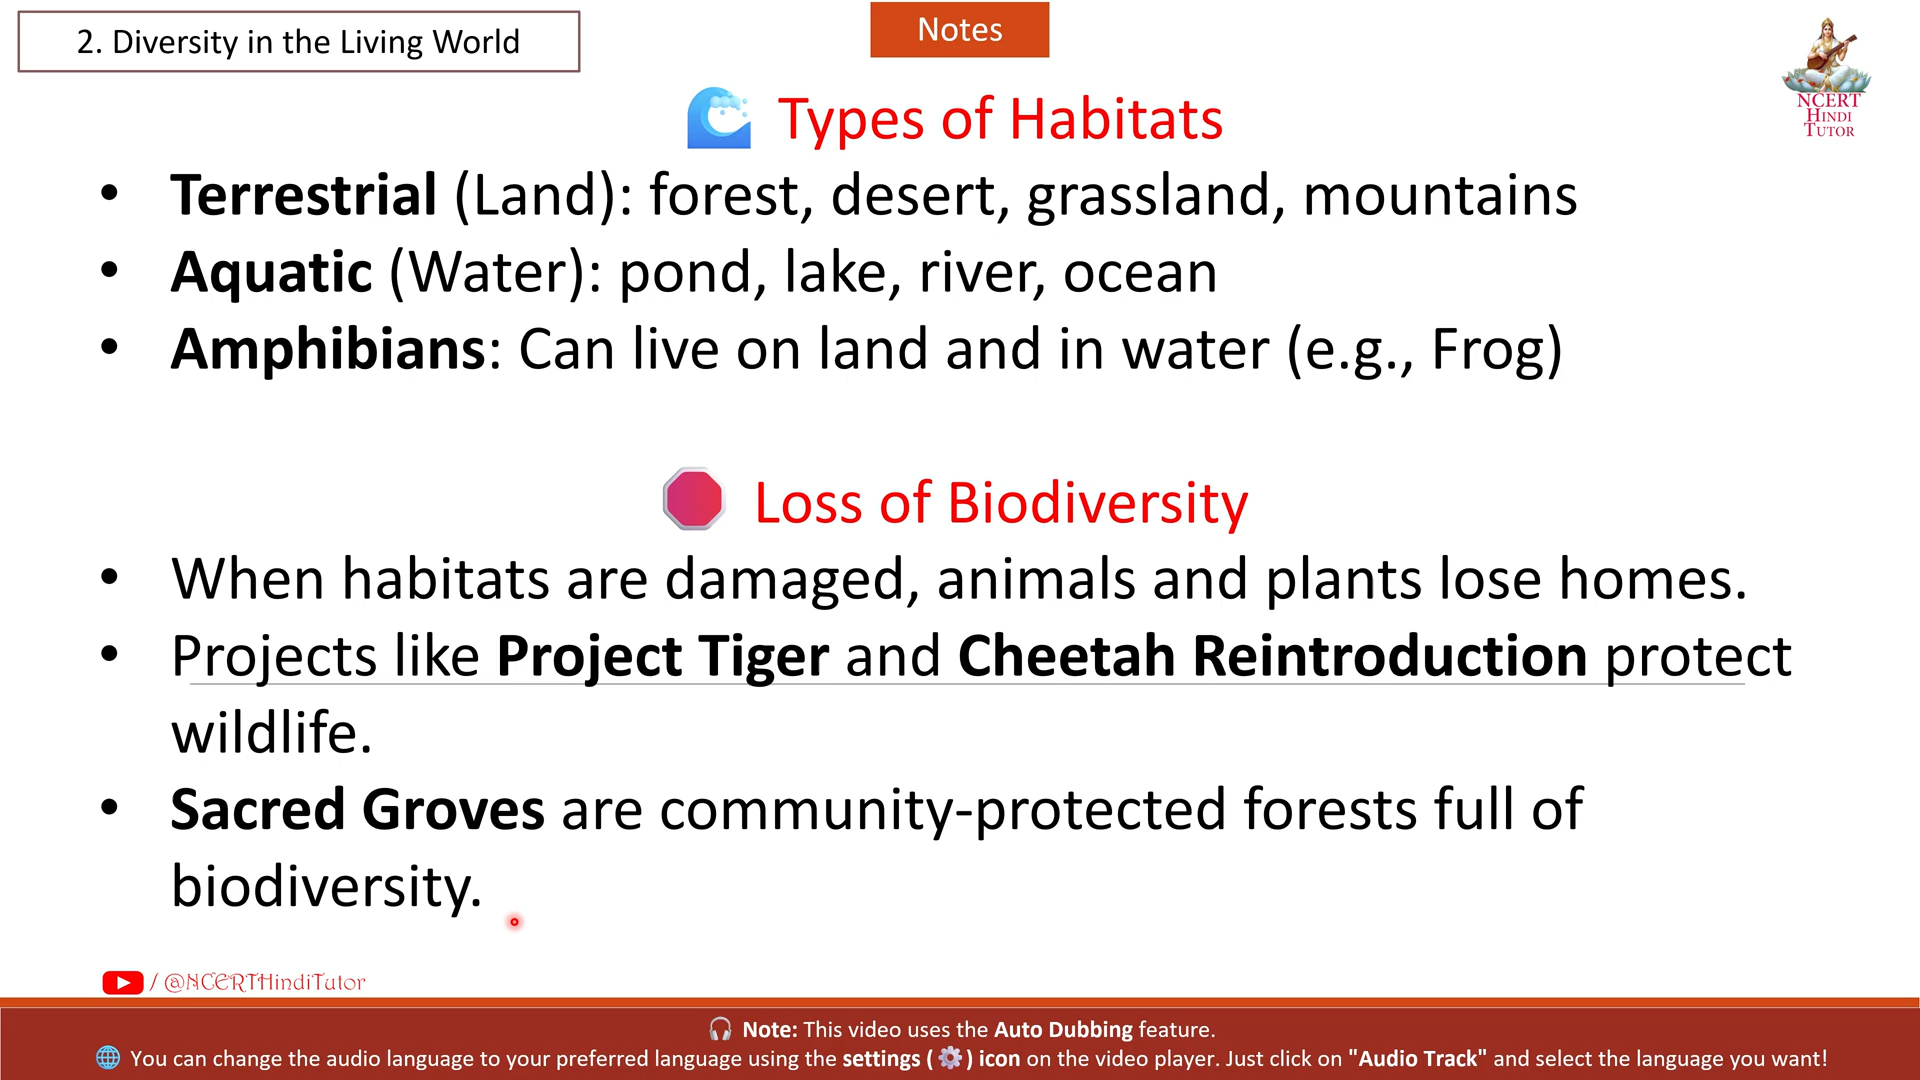 2. Diversity in the Living World
Notes
NCERT
HINDI
TUTOR
Types of Habitats
• Terrestrial (Land): forest, desert, grassland, mountains
• Aquatic (Water): pond, lake, river, ocean
• Amphibians: Can live on land and in water (e.g., Frog)
Loss of Biodiversity
• When habitats are damaged, animals and plants lose homes.
• Projects like Project Tiger and Cheetah Reintroduction protect
wildlife.
• Sacred Groves are community-protected forests full of
biodiversity.
/ @NCERTHindiTutor
Note: This video uses the Auto Dubbing feature.
You can change the audio language to your preferred language using the settings ( ⚙ ) icon on the video player. Just click on "Audio Track" and select the language you want!